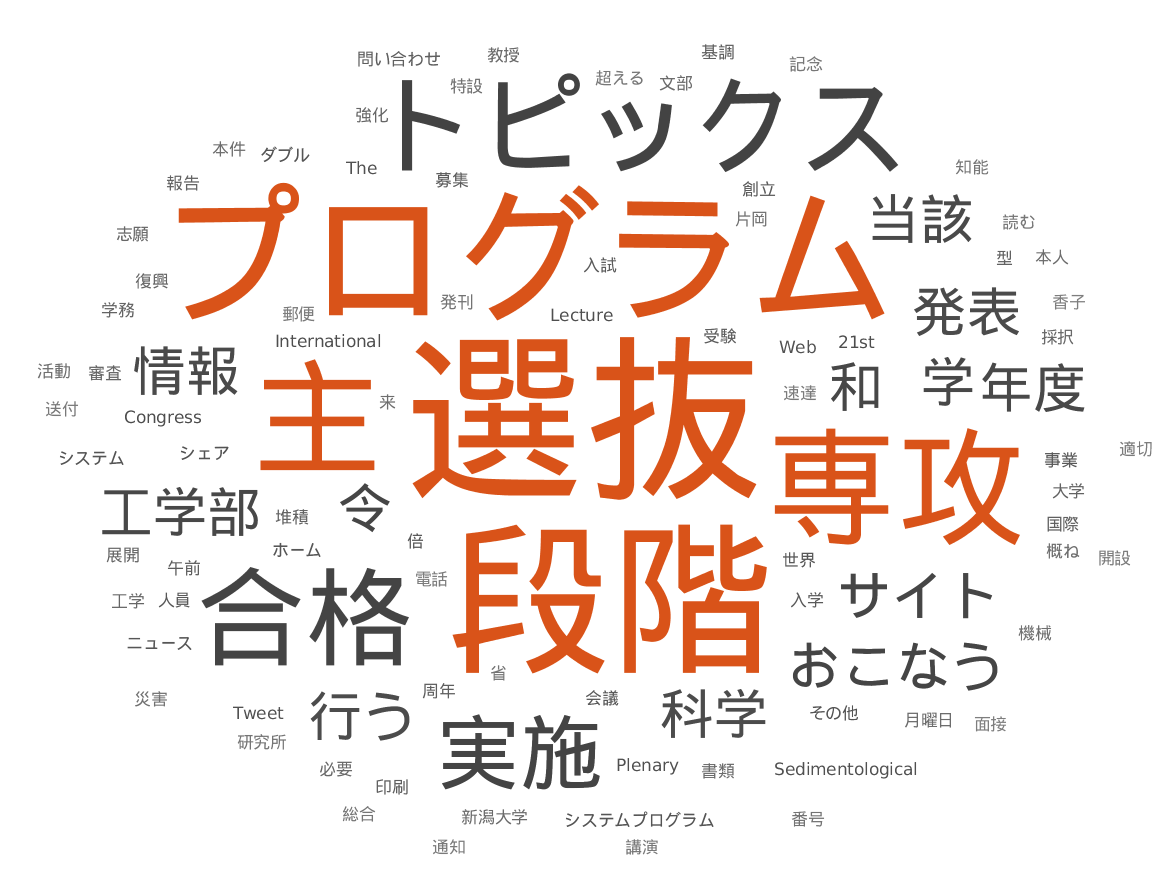 問い合わせ
教授
基調
記念
特設
超える
文部
強化
トピックス
本件
ダブル
The
募集
知能
報告
創立
志願
プログラム
片岡
当該
読む
入試
型
本人
復興
学務
郵便
発刊
Lecture
発表
香子
International
受験
Web
21st
採択
活動
審査
情報
主
選抜
和
学
年度
送付
来
速達
Congress
システム
シェア
専攻
事業
適切
工学部
令
大学
堆積
国際
展開
ホーム
倍
段階
世界
概ね
開設
午前
電話
工学
人員
合格
入学
サイト
ニュース
機械
おこなう
災害
省
周年
会議
Tweet
行う
科学
その他
月曜日
面接
研究所
実施
必要
Plenary
書類
Sedimentological
印刷
総合
新潟大学
システムプログラム
番号
通知
講演